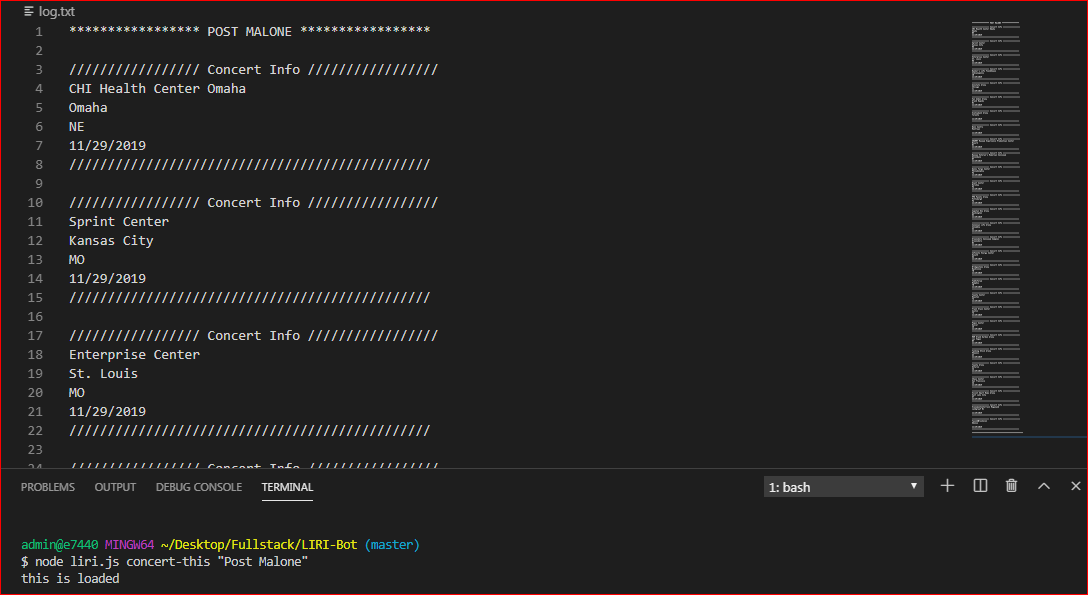 log.txt
1 ***************** POST MALONE *****************
2
3 ///////////////// Concert Info /////////////////
4 CHI Health Center Omaha
5 Omaha
6 NE
7 11/29/2019
8 ///////////////////////////////////////////////
9
10 ///////////////// Concert Info /////////////////
11 Sprint Center
12 Kansas City
13 MO
14 11/29/2019
15 ///////////////////////////////////////////////
16
17 ///////////////// Concert Info /////////////////
18 Enterprise Center
19 St. Louis
20 MO
21 11/29/2019
22 ///////////////////////////////////////////////
23
24 ///////////////// Concert Info /////////////////
PROBLEMS OUTPUT DEBUG CONSOLE TERMINAL 1: bash
admin@e7440 MINGW64 ~/Desktop/Fullstack/LIRI-Bot (master)
$ node liri.js concert-this "Post Malone"
this is loaded